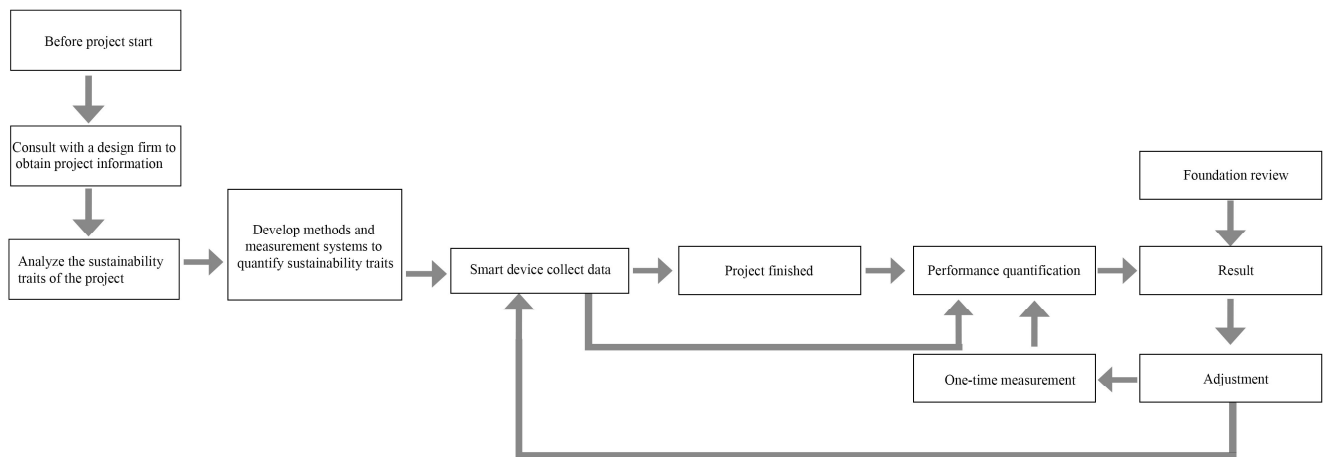 Before project start
Consult with a design firm to
obtain project information
Analyze the sustainability
traits of the project
Develop methods and
measurement systems to
quantify sustainability traits
Smart device collect data
Project finished
Performance quantification
Foundation review
Result
One-time measurement
Adjustment